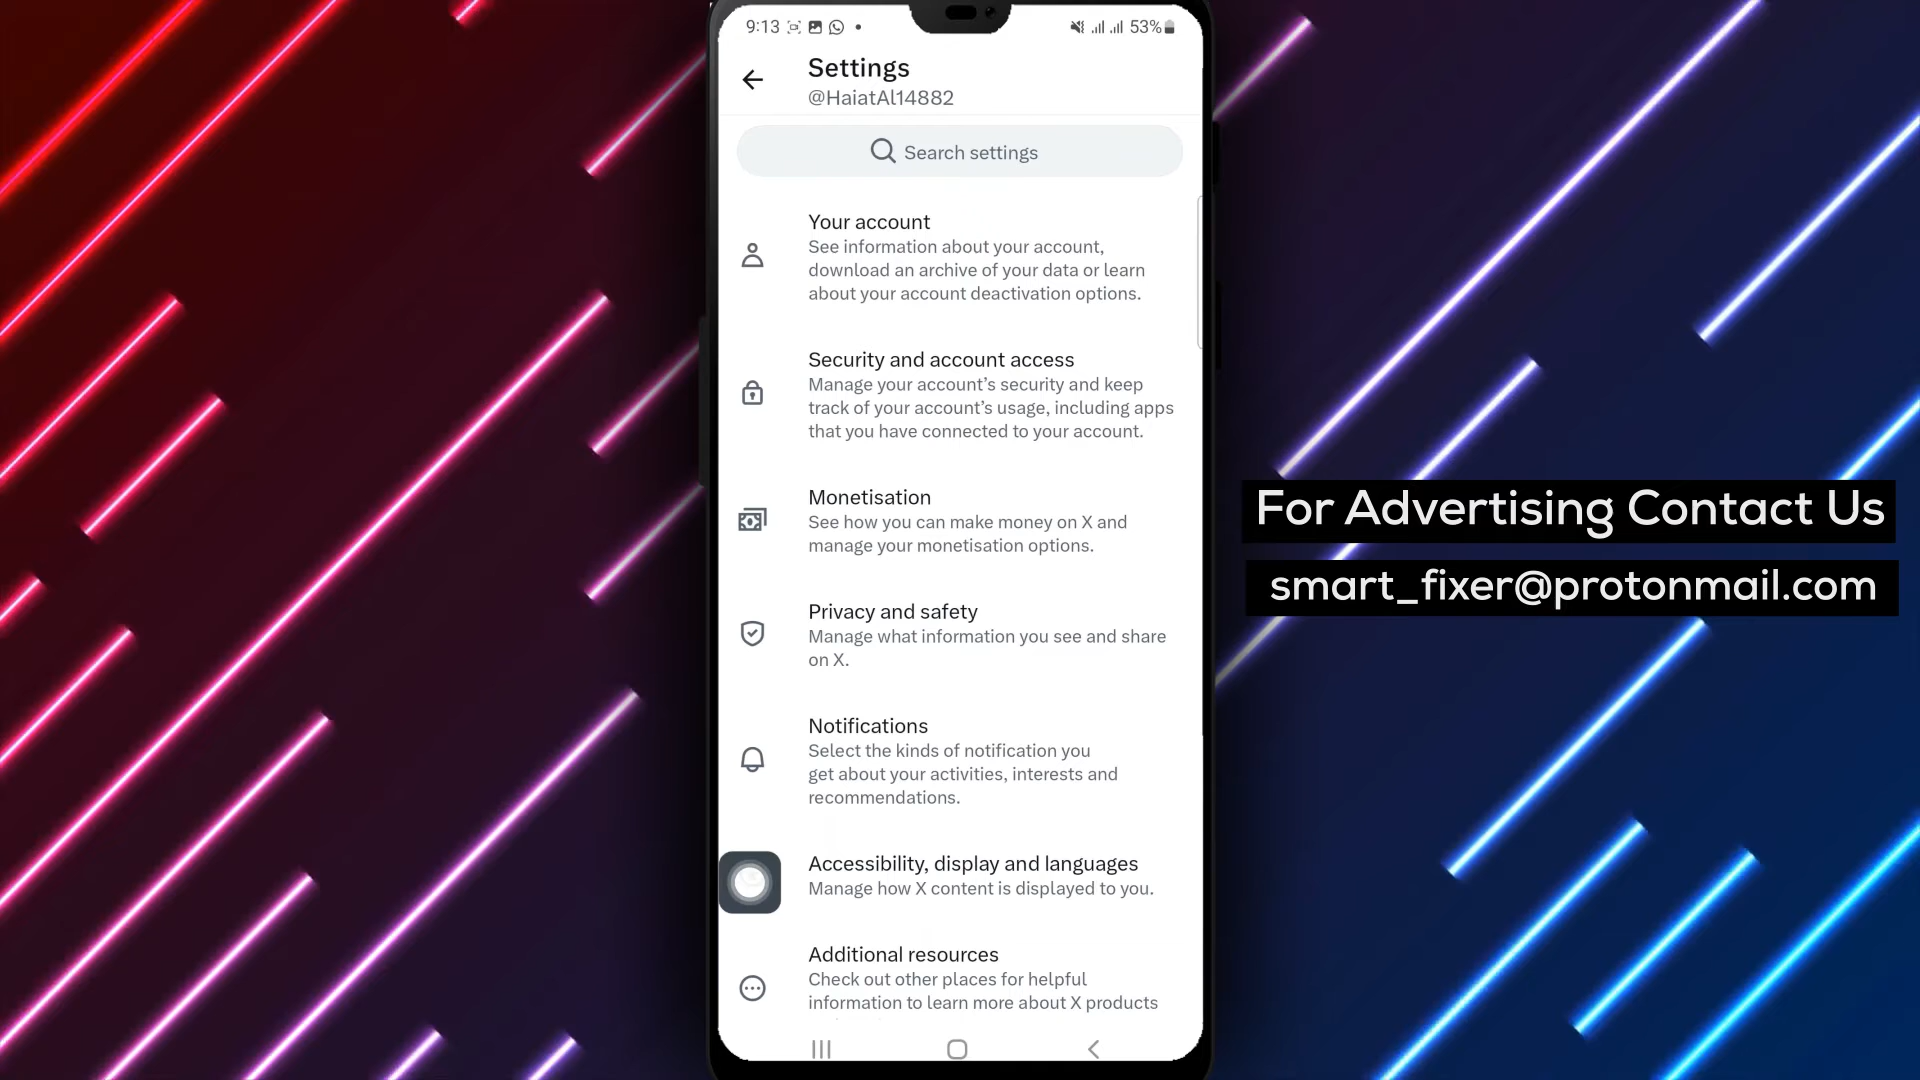 9:13
53%
Settings
@HaiatAl14882
Search settings
Your account
See information about your account,
download an archive of your data or learn
about your account deactivation options.
Security and account access
Manage your account’s security and keep
track of your account’s usage, including apps
that you have connected to your account.
Monetisation
See how you can make money on X and
manage your monetisation options.
Privacy and safety
Manage what information you see and share
on X.
Notifications
Select the kinds of notification you
get about your activities, interests and
recommendations.
Accessibility, display and languages
Manage how X content is displayed to you.
Additional resources
Check out other places for helpful
information to learn more about X products
For Advertising Contact Us
smart_fixer@protonmail.com